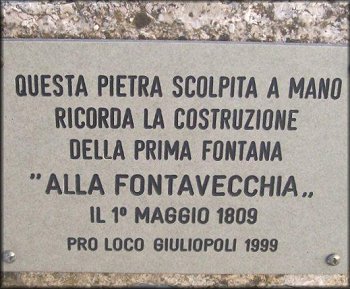 QUESTA PIETRA SCOLPITA A MANO
RICORDA LA COSTRUZIONE
DELLA PRIMA FONTANA
"ALLA FONTAVECCHIA„
IL 1º MAGGIO 1809
PRO LOCO GIULIOPOLI 1999